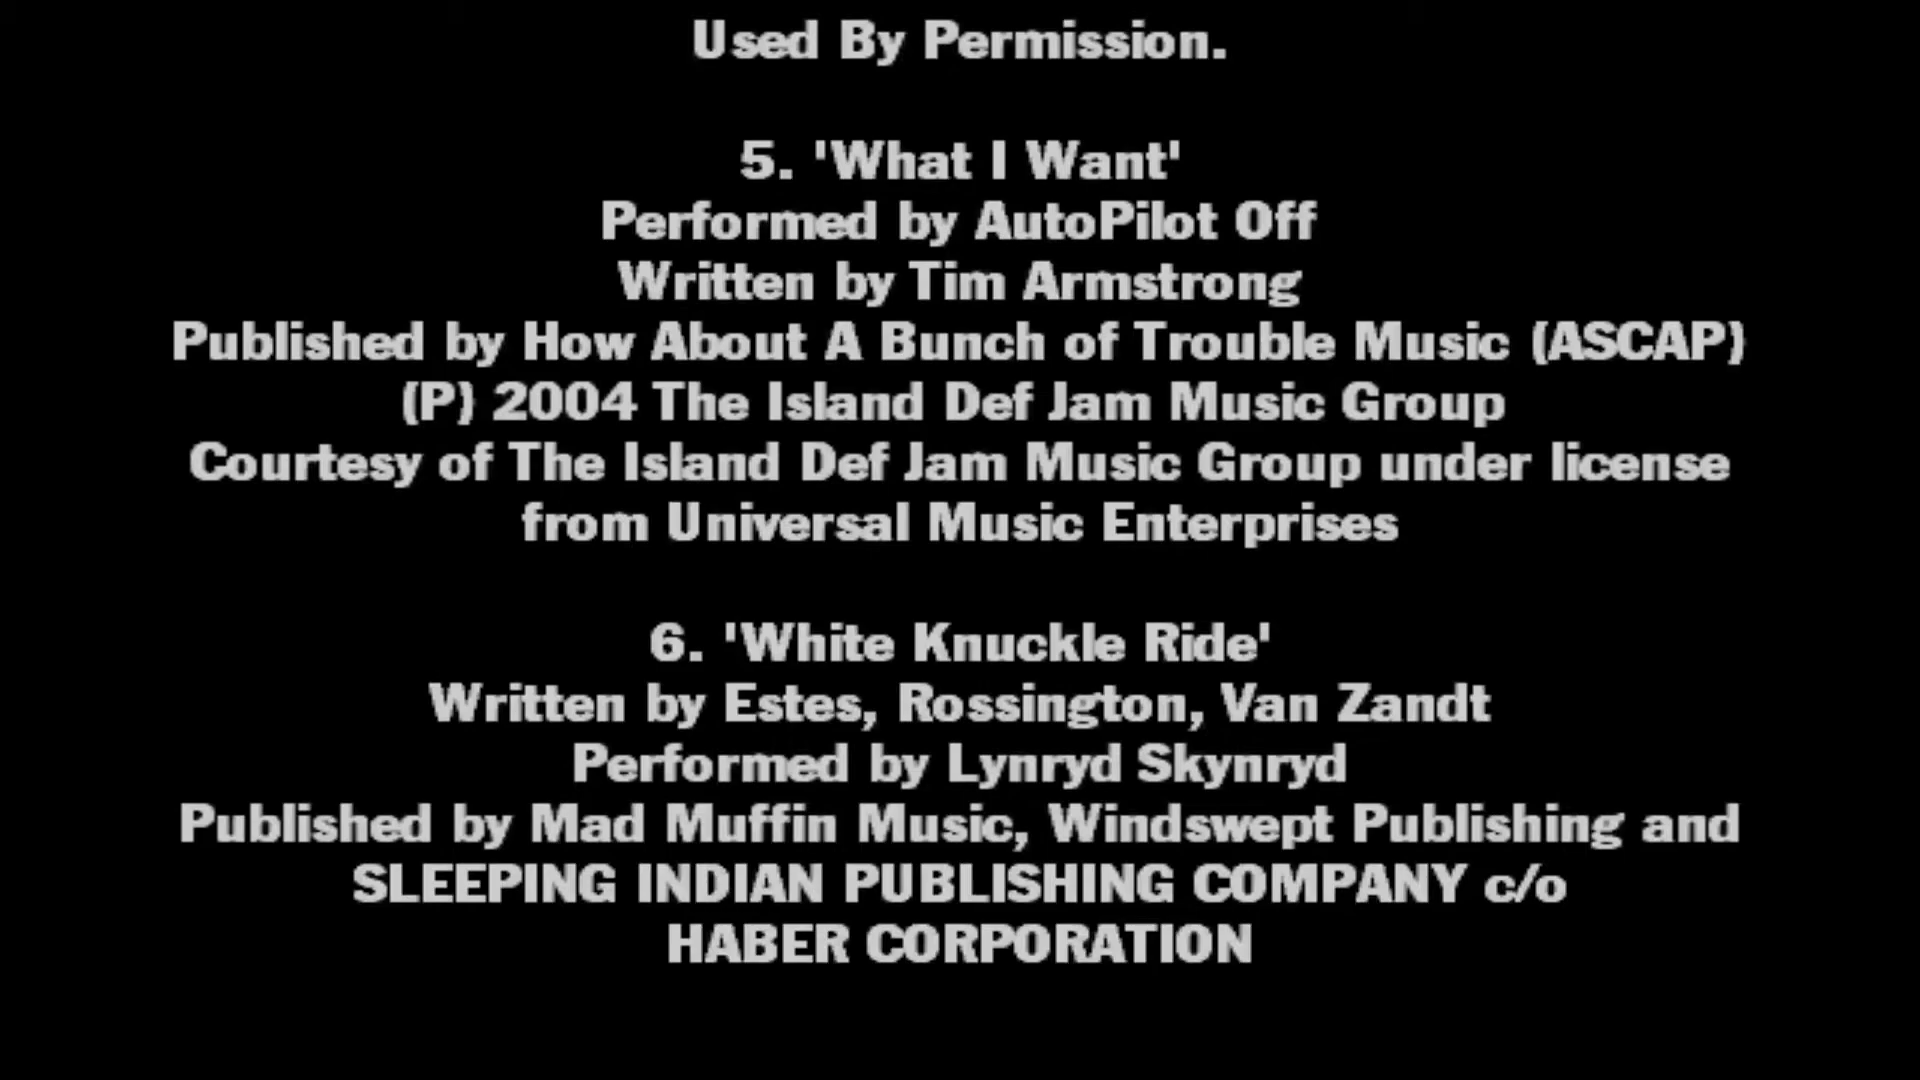 Used By Permission.
5. 'What I Want'
Performed by AutoPilot Off
Written by Tim Armstrong
Published by How About A Bunch of Trouble Music (ASCAP)
(P) 2004 The Island Def Jam Music Group
Courtesy of The Island Def Jam Music Group under license
from Universal Music Enterprises
6. 'White Knuckle Ride'
Written by Estes, Rossington, Van Zandt
Performed by Lynryd Skynryd
Published by Mad Muffin Music, Windswept Publishing and
SLEEPING INDIAN PUBLISHING COMPANY c/o
HABER CORPORATION